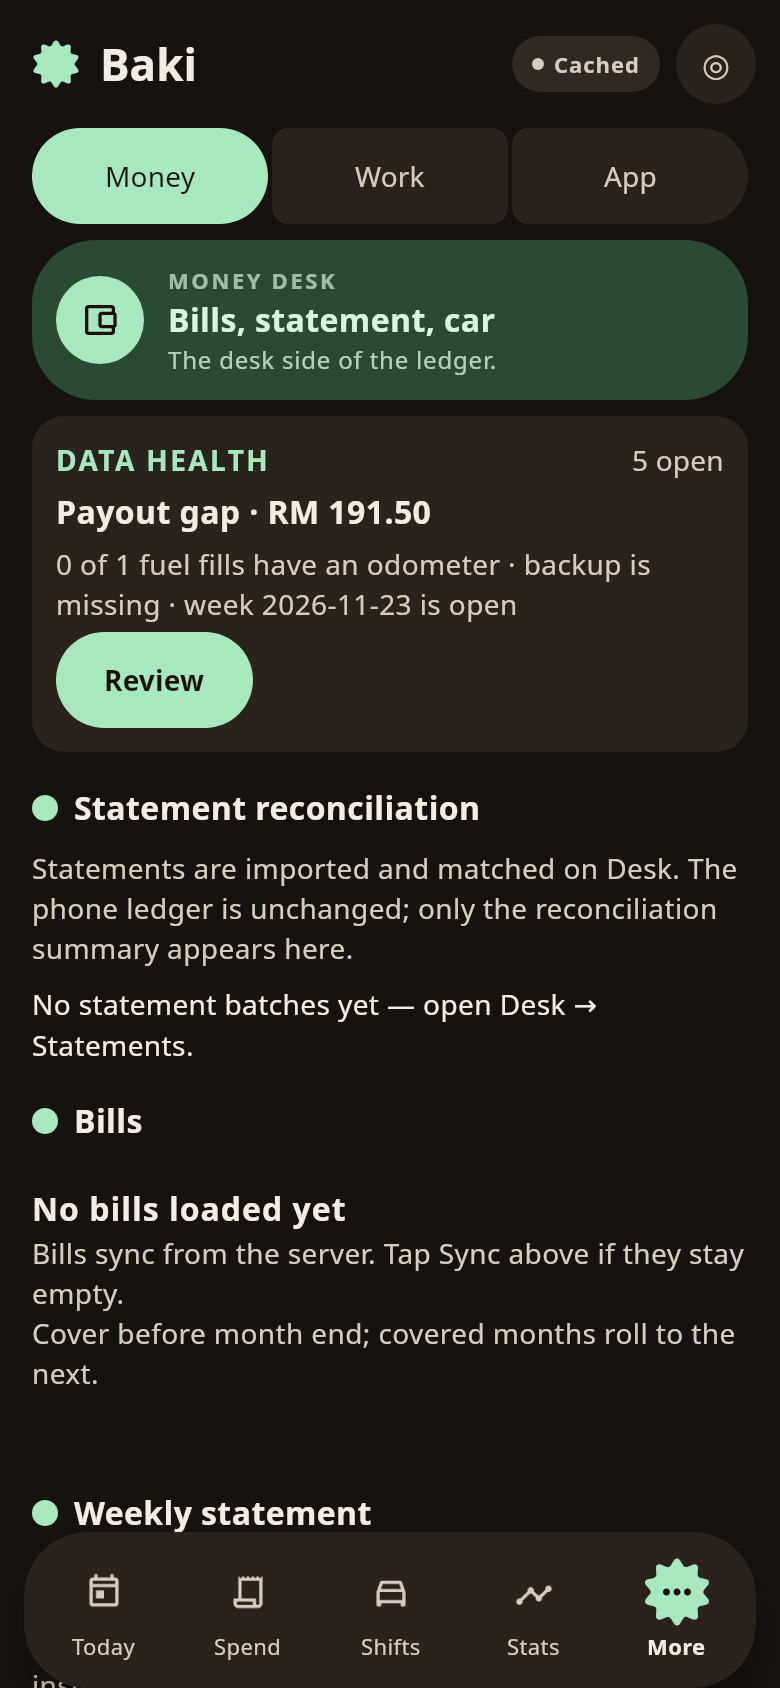 Baki
Cached
Money
Work
App
MONEY DESK
Bills, statement, car
The desk side of the ledger.
DATA HEALTH
5 open
Payout gap · RM 191.50
0 of 1 fuel fills have an odometer · backup is
missing · week 2026-11-23 is open
Review
Statement reconciliation
Statements are imported and matched on Desk. The
phone ledger is unchanged; only the reconciliation
summary appears here.
No statement batches yet — open Desk →
Statements.
Bills
No bills loaded yet
Bills sync from the server. Tap Sync above if they stay
empty.
Cover before month end; covered months roll to the
next.
Weekly statement
Today
Spend
Shifts
Stats
More